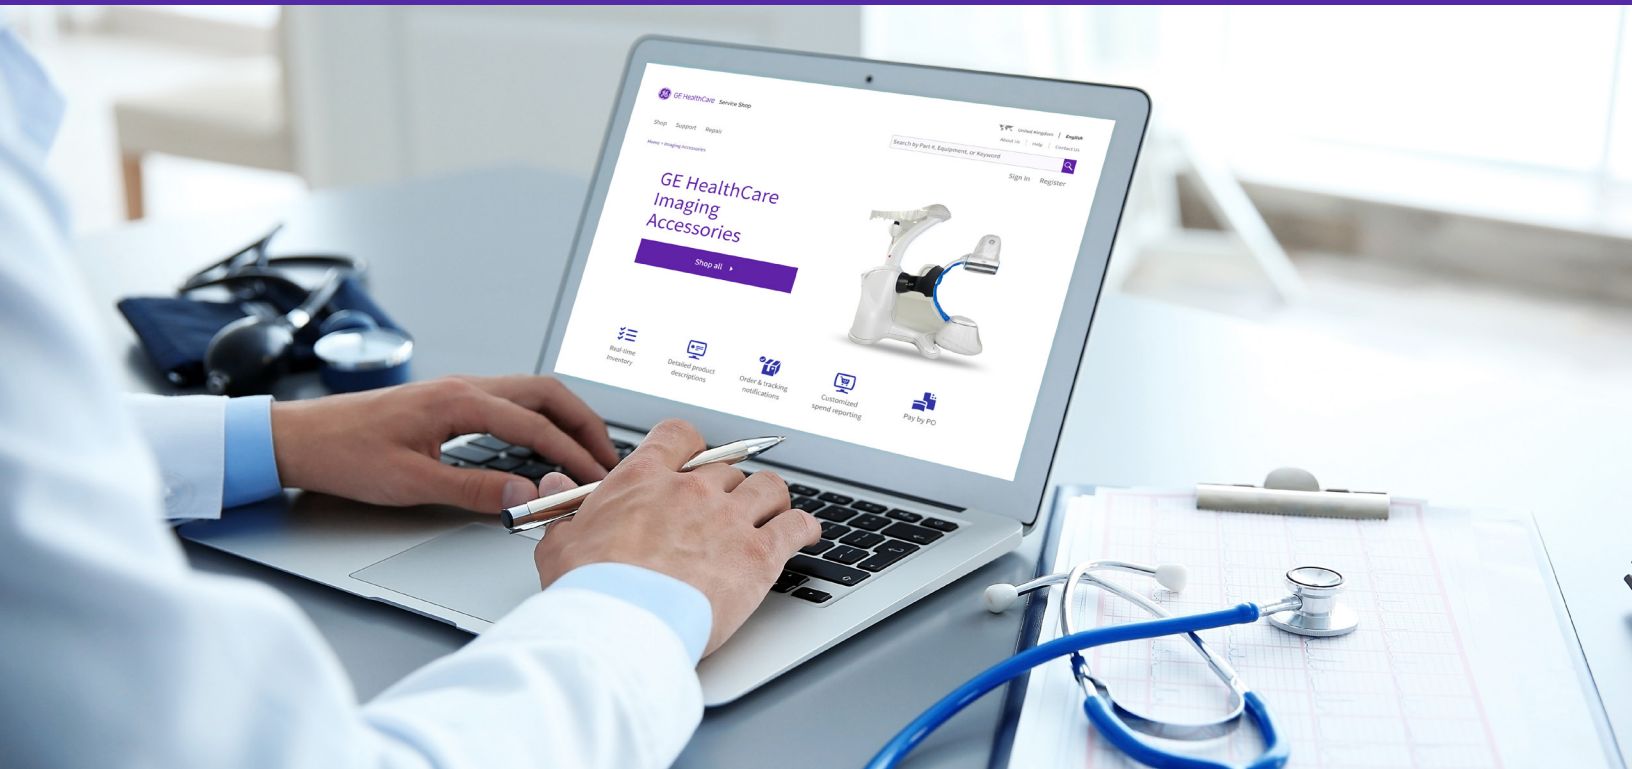 GE HealthCare Service Shop
United Kingdom | English
About Us | Help | Contact Us
Shop Support Repair
Search by Part #, Equipment, or Keyword
Home > Imaging Accessories
Sign In Register
GE HealthCare
Imaging
Accessories
Shop all
Real-time
Inventory
Detailed product
descriptions
Order & tracking
notifications
Customized
spend reporting
Pay by PO